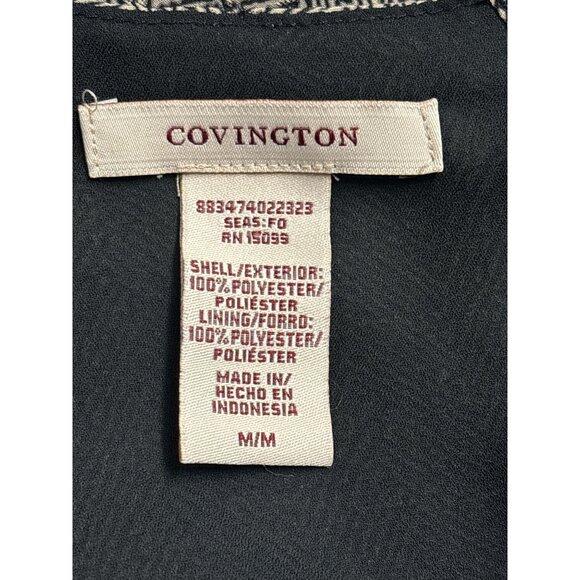 COVINGTON
883474022323
SEAS:FO
RN 15099
SHELL/EXTERIOR:
100%POLYESTER/
POLIÉSTER
LINING/FORRO:
100%POLYESTER/
POLIÉSTER
MADE IN/
HECHO EN
INDONESIA
M/M